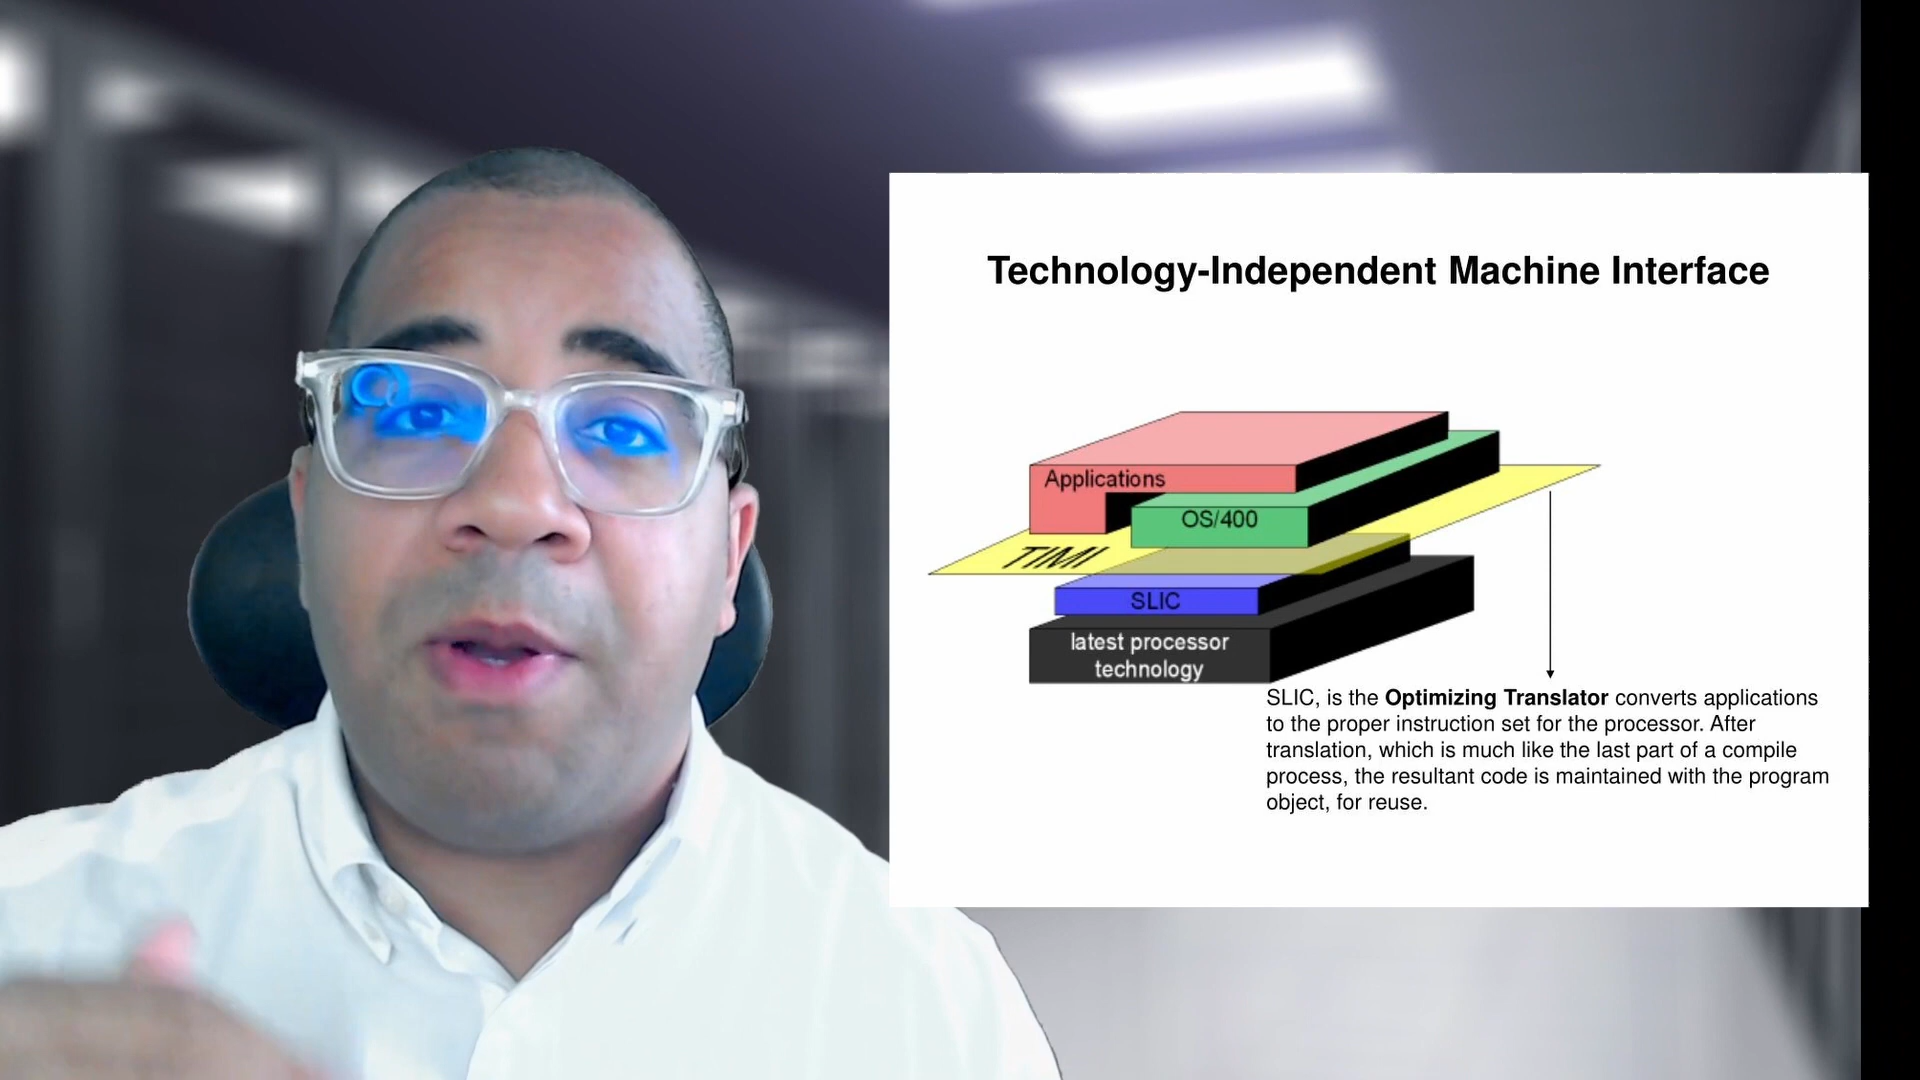 Technology-Independent Machine Interface
Applications
OS/400
TIMI
SLIC
latest processor
technology
SLIC, is the Optimizing Translator converts applications
to the proper instruction set for the processor. After
translation, which is much like the last part of a compile
process, the resultant code is maintained with the program
object, for reuse.